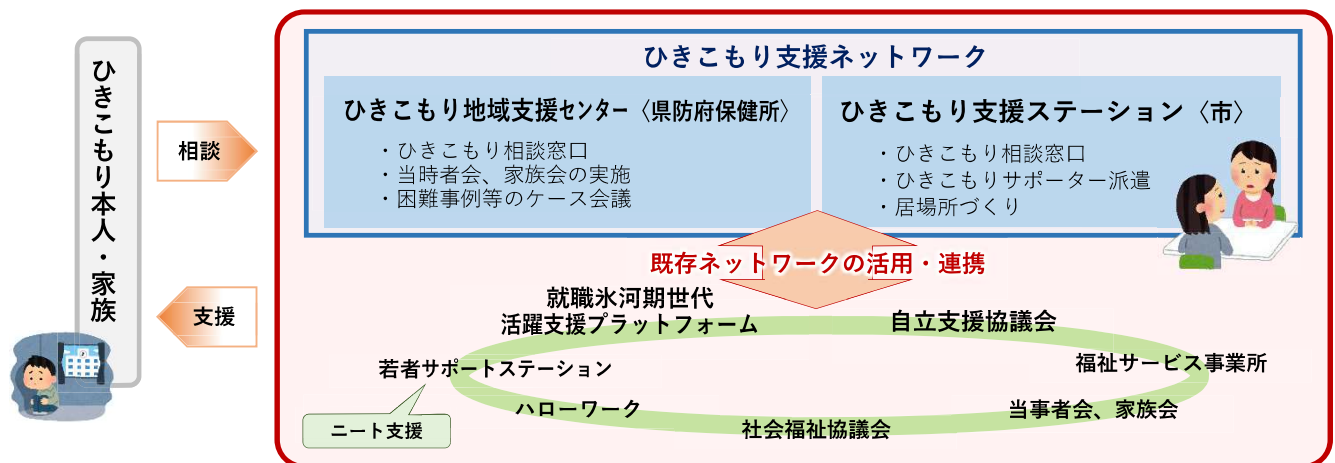 ひきこもり本人・家族
相談
支援
ひきこもり支援ネットワーク
ひきこもり地域支援センター〈県防府保健所〉
・ひきこもり相談窓口
・当時者会、家族会の実施
・困難事例等のケース会議
ひきこもり支援ステーション〈市〉
・ひきこもり相談窓口
・ひきこもりサポーター派遣
・居場所づくり
既存ネットワークの活用・連携
就職氷河期世代
活躍支援プラットフォーム
自立支援協議会
若者サポートステーション
福祉サービス事業所
ハローワーク
当事者会、家族会
社会福祉協議会
ニート支援